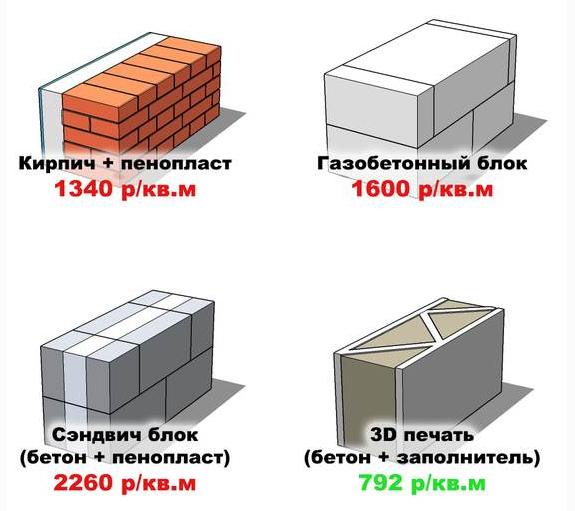 Кирпич + пенопласт
1340 р/кв.м
Газобетонный блок
1600 р/кв.м
Сэндвич блок
(бетон + пенопласт)
2260 р/кв.м
3D печать
(бетон + заполнитель)
792 р/кв.м